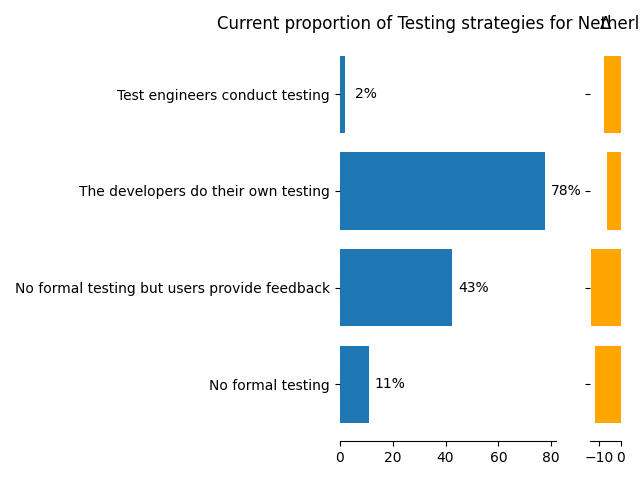 Current proportion of Testing strategies for Netherl
Δ
Test engineers conduct testing
2%
The developers do their own testing
78%
No formal testing but users provide feedback
43%
No formal testing
11%
0 20 40 60 80
−10 0